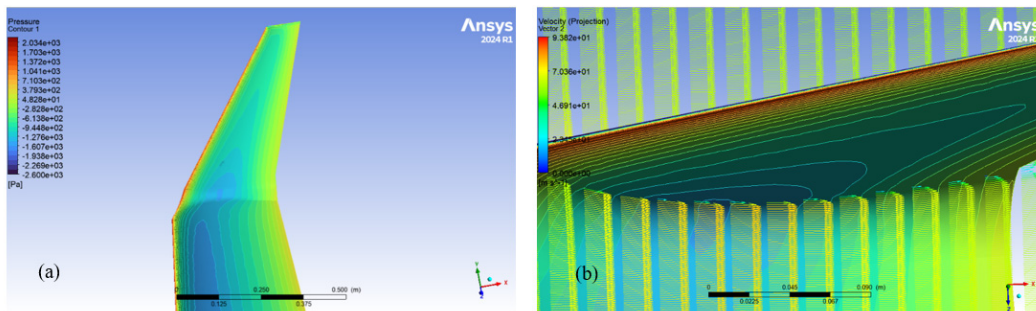 Pressure
Contour 1
2.034e+03
1.703e+03
1.372e+03
1.041e+03
7.103e+02
3.793e+02
4.828e+01
-2.828e+02
-6.138e+02
-9.448e+02
-1.276e+03
-1.607e+03
-1.938e+03
-2.269e+03
-2.600e+03
[Pa]
Ansys
2024 R1
(a)
0 0.250 0.500 (m)
0.125 0.375
Y
X
Z
Velocity (Projection)
Vector 2
9.382e+01
7.036e+01
4.691e+01
Ansys
2024 R1
(b)
0 0.045 0.090 (m)
0.0225 0.067
X